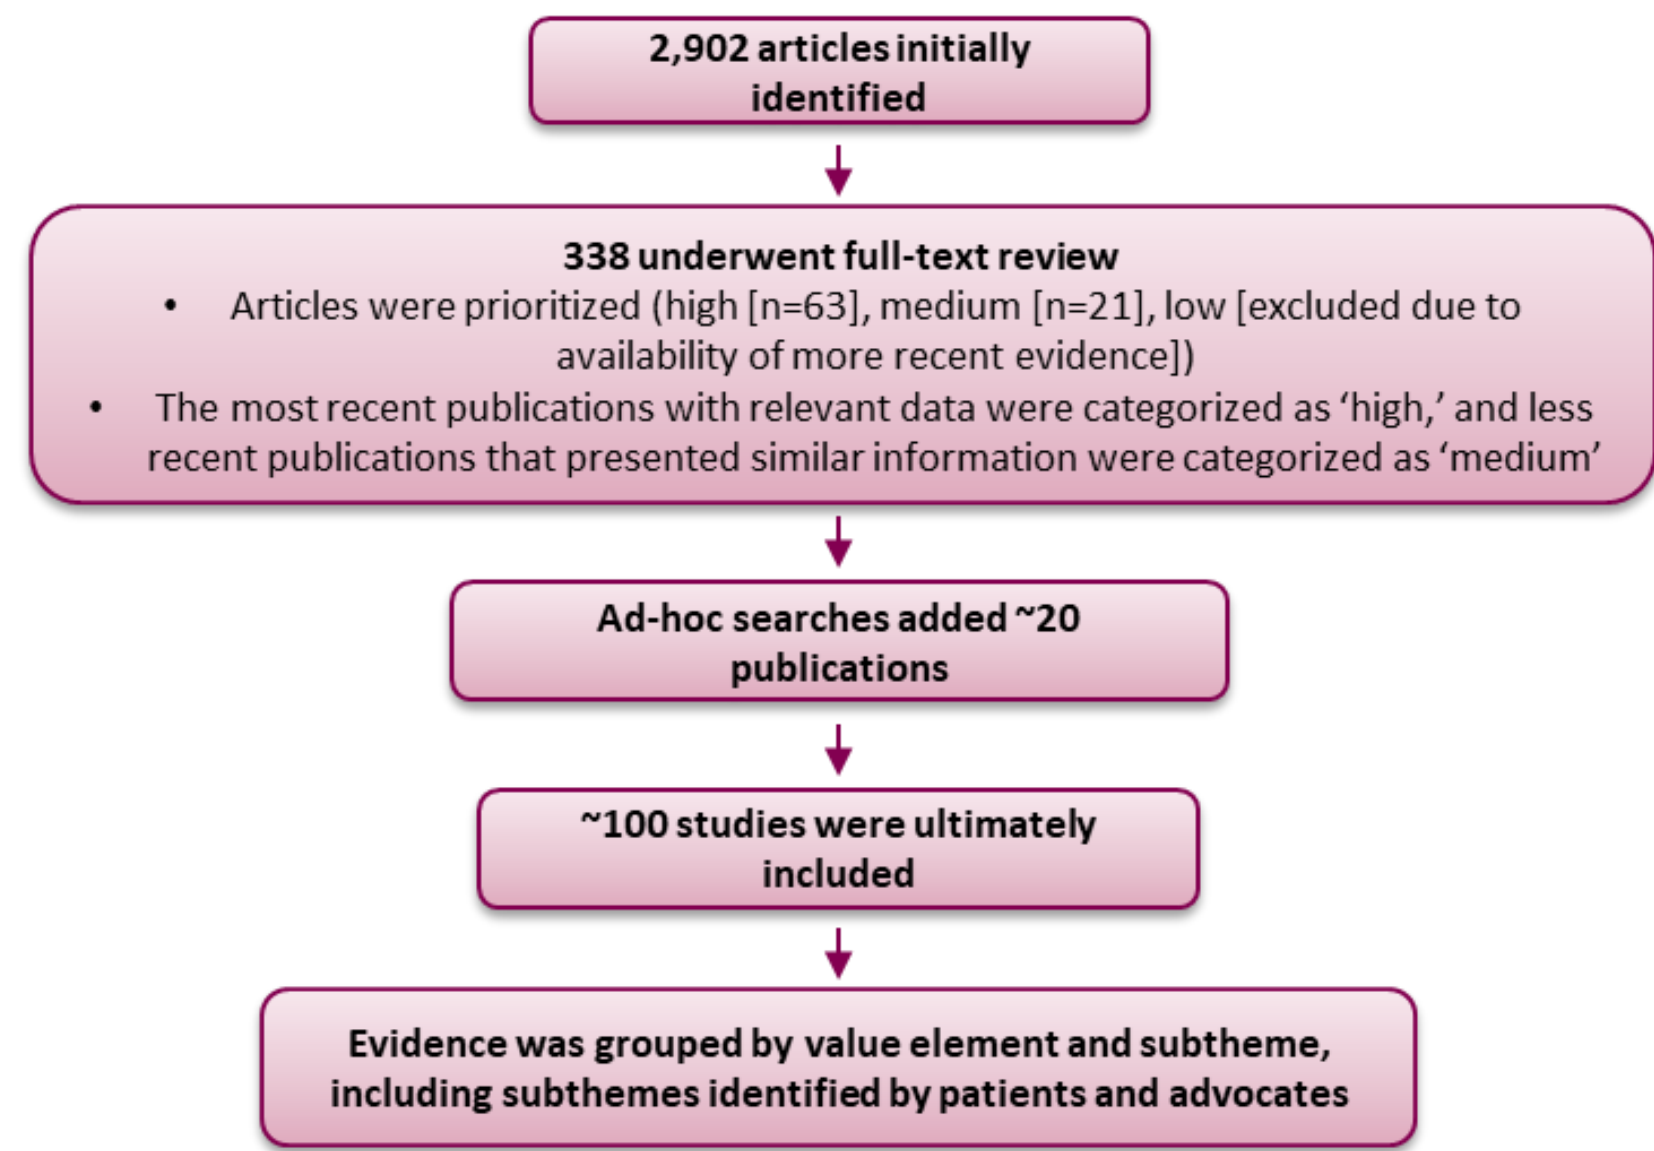 2,902 articles initially
identified
338 underwent full-text review
• Articles were prioritized (high [n=63], medium [n=21], low [excluded due to
availability of more recent evidence])
• The most recent publications with relevant data were categorized as ‘high,’ and less
recent publications that presented similar information were categorized as ‘medium’
Ad-hoc searches added ~20
publications
~100 studies were ultimately
included
Evidence was grouped by value element and subtheme,
including subthemes identified by patients and advocates